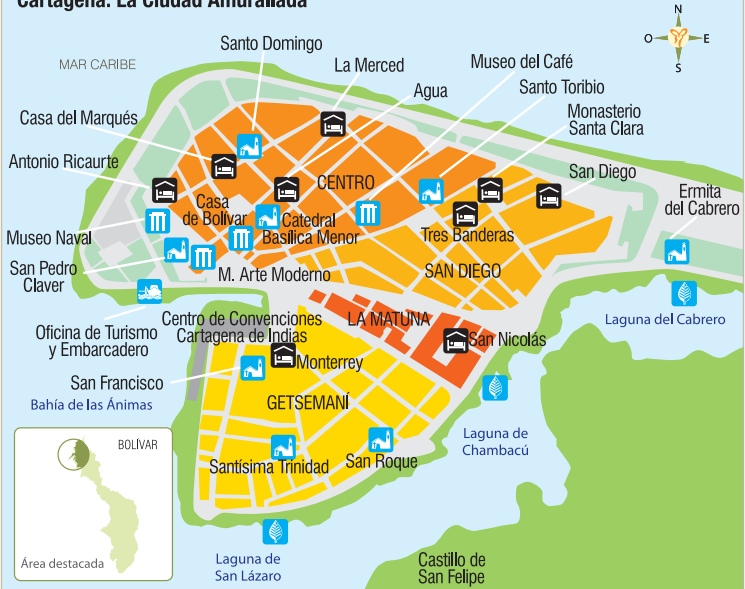 Cartagena: La Ciudad Amurallada
N
O
E
S
MAR CARIBE
Santo Domingo
La Merced
Museo del Café
Agua
Santo Toribio
Casa del Marqués
Monasterio
Santa Clara
Antonio Ricaurte
San Diego
CENTRO
Ermita
del Cabrero
Casa
de Bolívar
Catedral
Basílica Menor
Museo Naval
Tres Banderas
San Pedro
Claver
M. Arte Moderno
SAN DIEGO
Oficina de Turismo
y Embarcadero
Centro de Convenciones
Cartagena de Indias
LA MATUNA
San Nicolás
Laguna del Cabrero
Monterrey
San Francisco
Bahía de las Ánimas
GETSEMANÍ
Laguna de
Chambacú
BOLÍVAR
Santísima Trinidad
San Roque
Área destacada
Laguna de
San Lázaro
Castillo de
San Felipe